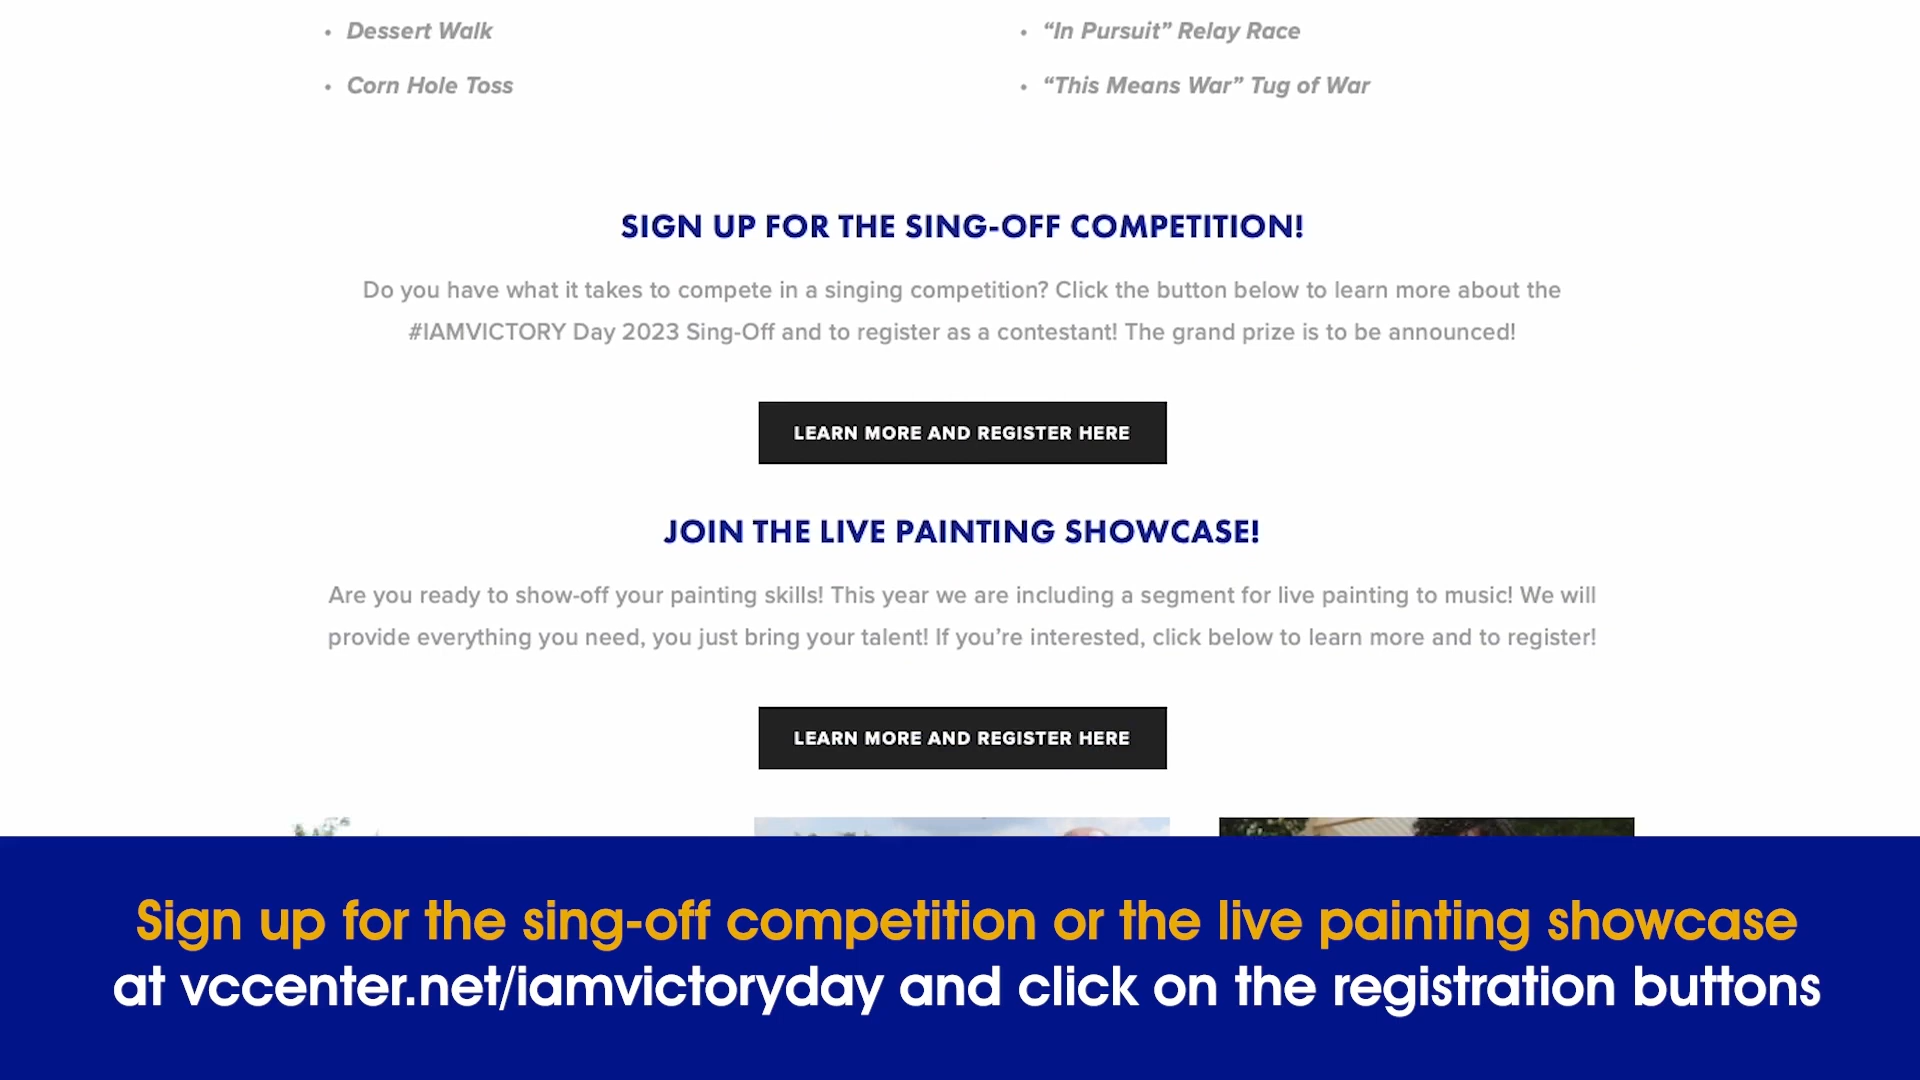 • Dessert Walk
• Corn Hole Toss
• “In Pursuit” Relay Race
• “This Means War” Tug of War
SIGN UP FOR THE SING-OFF COMPETITION!
Do you have what it takes to compete in a singing competition? Click the button below to learn more about the
#IAMVICTORY Day 2023 Sing-Off and to register as a contestant! The grand prize is to be announced!
LEARN MORE AND REGISTER HERE
JOIN THE LIVE PAINTING SHOWCASE!
Are you ready to show-off your painting skills! This year we are including a segment for live painting to music! We will
provide everything you need, you just bring your talent! If you’re interested, click below to learn more and to register!
LEARN MORE AND REGISTER HERE
Sign up for the sing-off competition or the live painting showcase
at vccenter.net/iamvictoryday and click on the registration buttons